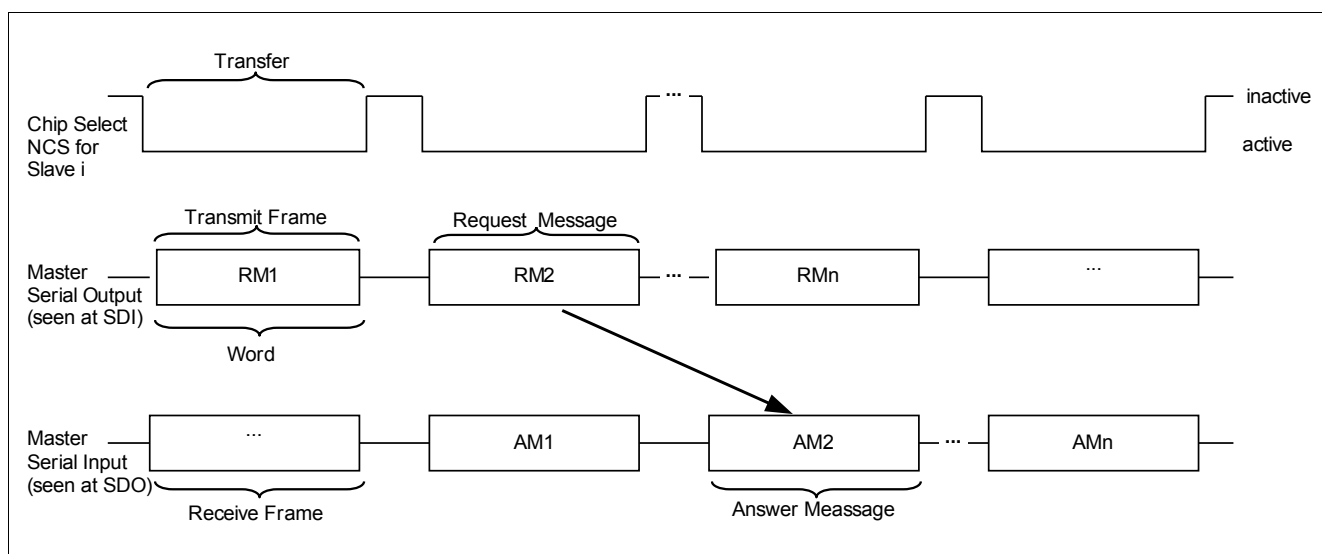 Transfer
...
inactive
Chip Select
NCS for
Slave i
active
Transmit Frame
Request Message
Master
Serial Output
(seen at SDI)
RM1
RM2
...
RMn
...
Word
Master
Serial Input
(seen at SDO)
...
AM1
AM2
...
AMn
Receive Frame
Answer Meassage